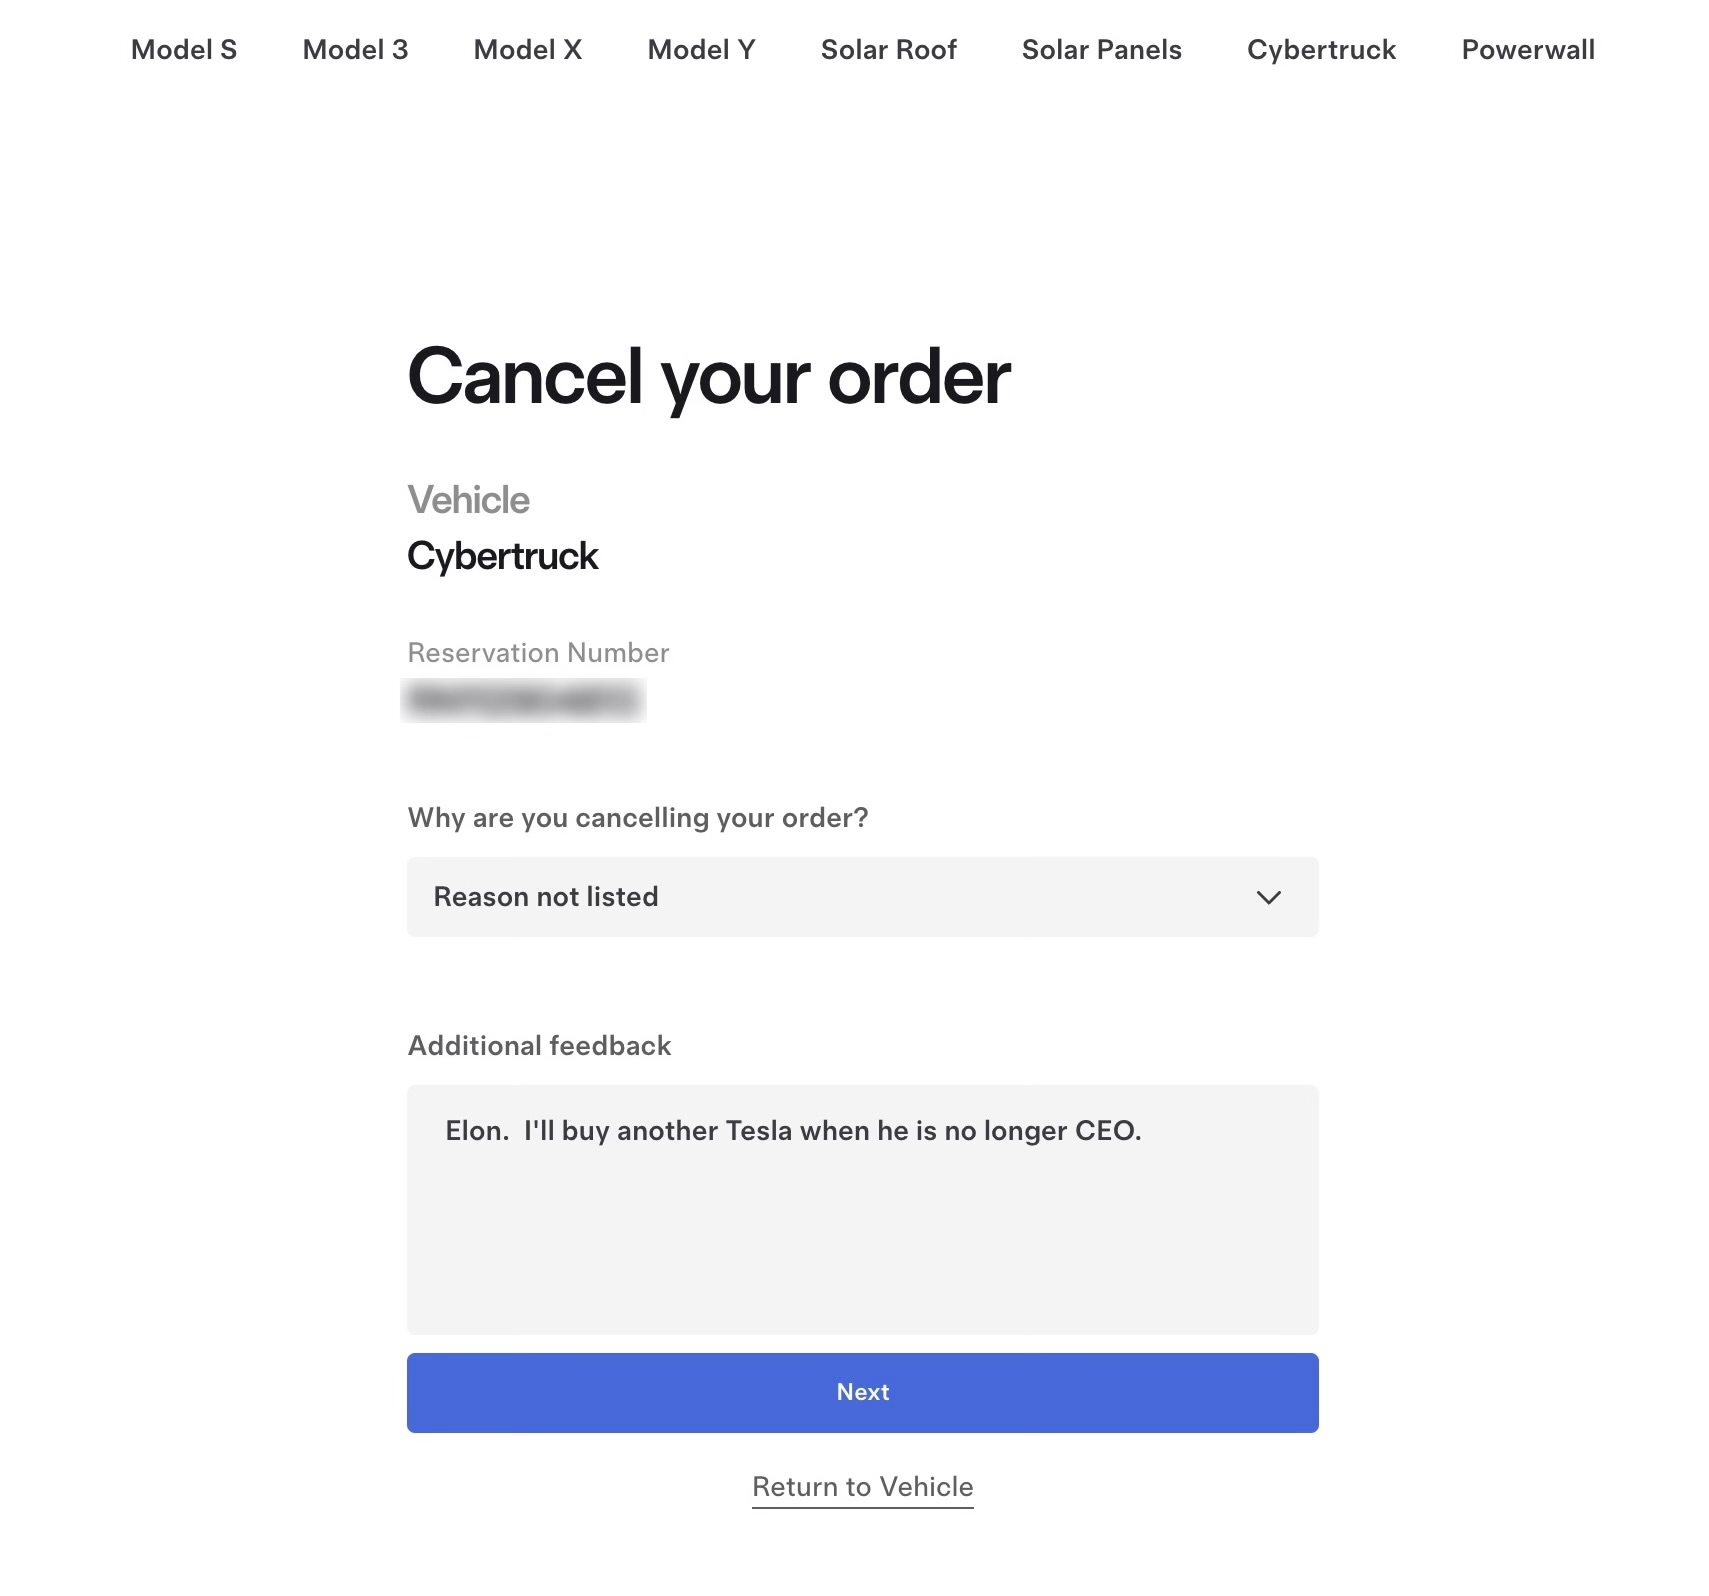 Model S Model 3 Model X Model Y Solar Roof Solar Panels Cybertruck Powerwall
Cancel your order
Vehicle
Cybertruck
Reservation Number
Why are you cancelling your order?
Reason not listed
Additional feedback
Elon.  I'll buy another Tesla when he is no longer CEO.
Next
Return to Vehicle